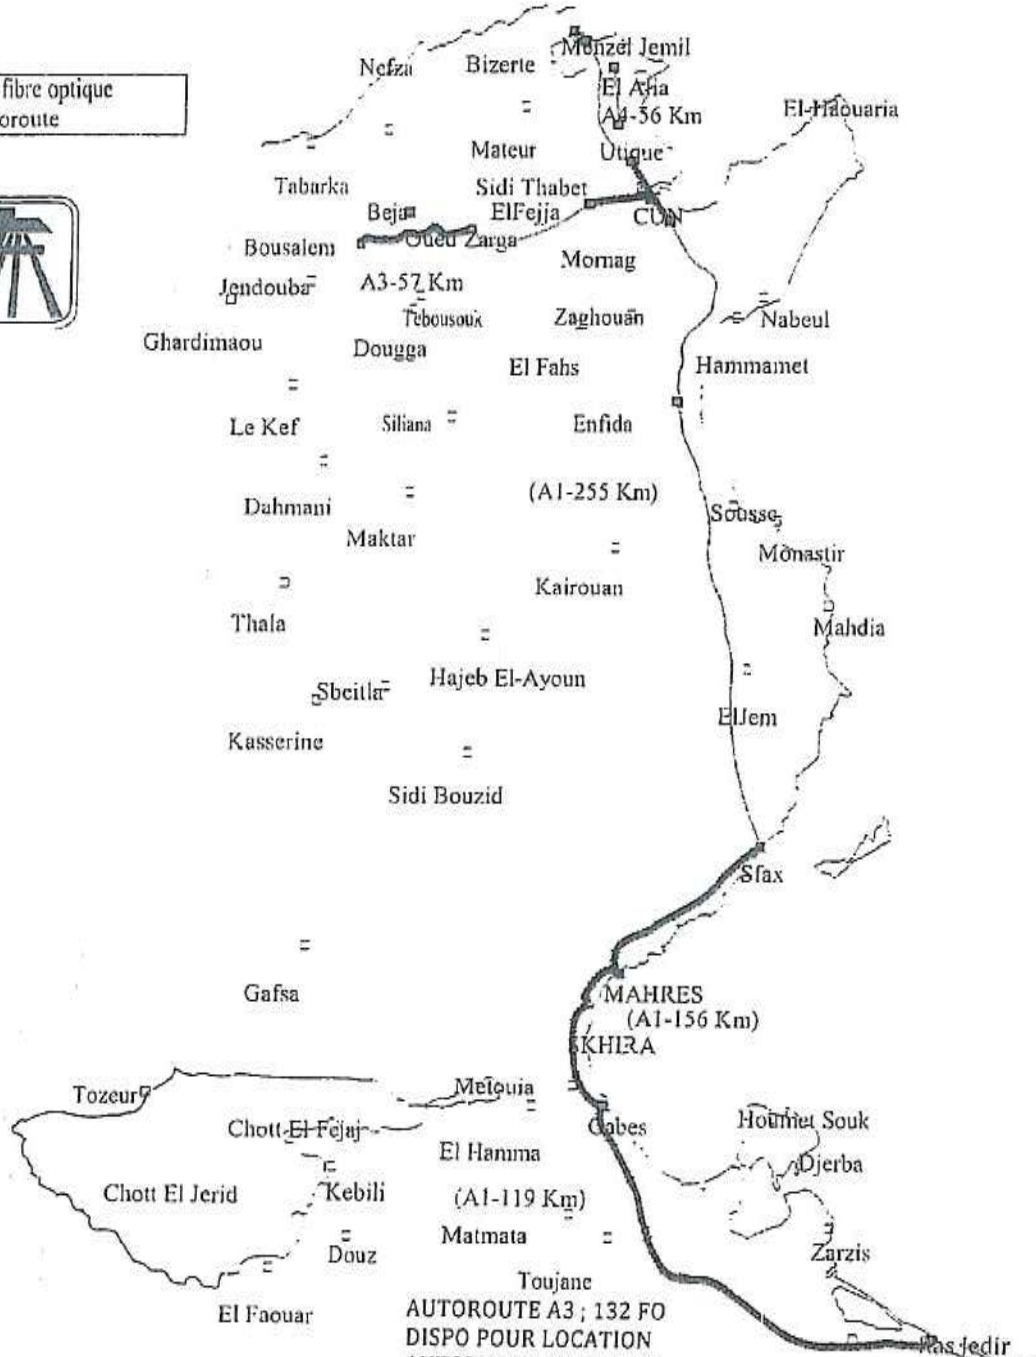 fibre optique
oroute
Menzel Jemil
Nefza
Bizerte
El Alia
A4-56 Km
El-Haouaria
Mateur
Utique
Tabarka
Sidi Thabet
Beja
ElFejja
CUN
Bousalem
Oued Zarga
Mornag
Jendouba
A3-57 Km
Tebousouk
Zaghouan
Nabeul
Ghardimaou
Dougga
El Fahs
Hammamet
Le Kef
Siliana
Enfida
(A1-255 Km)
Dahmani
Sousse
Maktar
Monastir
Kairouan
Thala
Mahdia
Sbeitla
Hajeb El-Ayoun
ElJem
Kasserine
Sidi Bouzid
Sfax
Gafsa
MAHRES
(A1-156 Km)
SKHIRA
Tozeur
Metouia
Chott El Fejaj
Gabes
Houmet Souk
El Hamma
Djerba
Chott El Jerid
Kebili
(A1-119 Km)
Matmata
Douz
Zarzis
Toujane
El Faouar
AUTOROUTE A3 ; 132 FO
DISPO POUR LOCATION
Ras Jedir